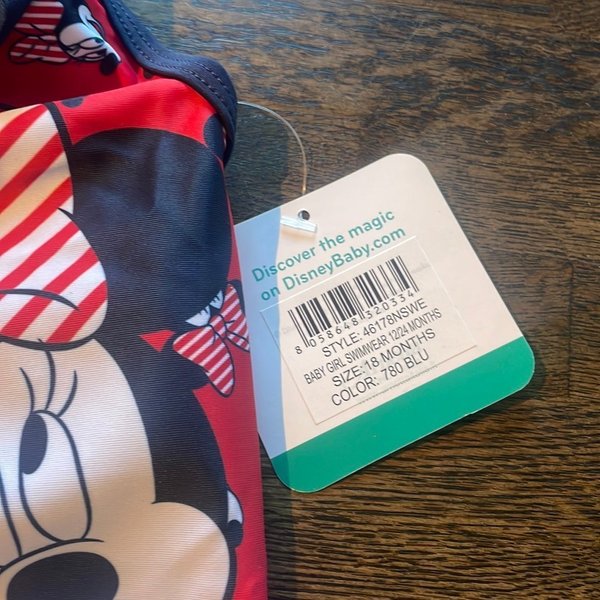 Discover the magic
on DisneyBaby.com
8 058648 320334
STYLE: 46178NSWE
BABY GIRL SWIMWEAR 12/24 MONTHS
SIZE: 18 MONTHS
COLOR: 780 BLU